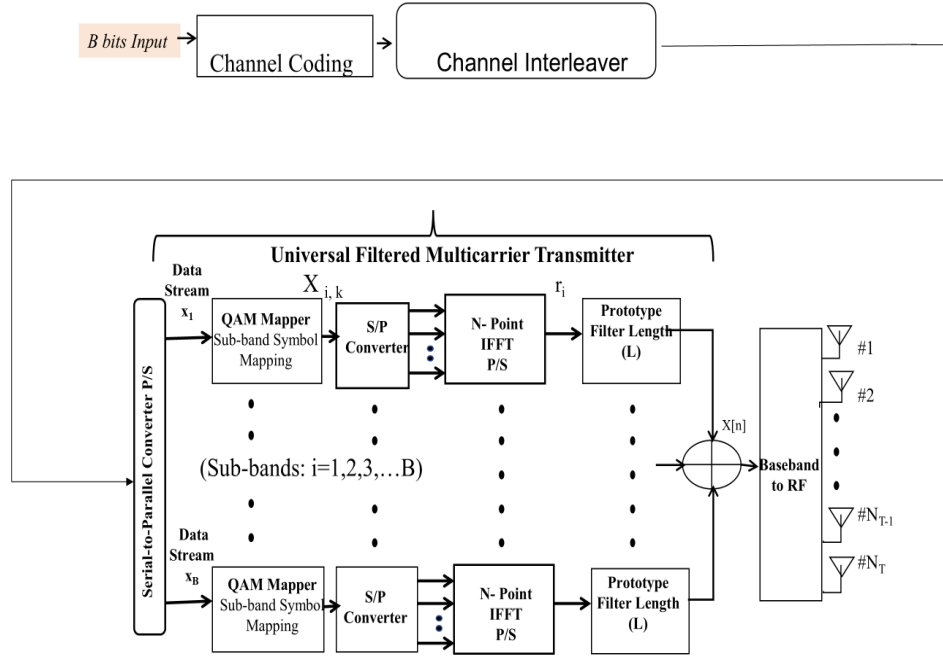 B bits Input
Channel Coding
Channel Interleaver
Universal Filtered Multicarrier Transmitter
Serial-to-Parallel Converter P/S
Data
Stream
x1
QAM Mapper
Sub-band Symbol
Mapping
X i, k
S/P
Converter
N- Point
IFFT
P/S
ri
Prototype
Filter Length
(L)
(Sub-bands: i=1,2,3,…B)
X[n]
Baseband
to RF
#1
#2
#NT-1
#NT
Data
Stream
xB
QAM Mapper
Sub-band Symbol
Mapping
S/P
Converter
N- Point
IFFT
P/S
Prototype
Filter Length
(L)